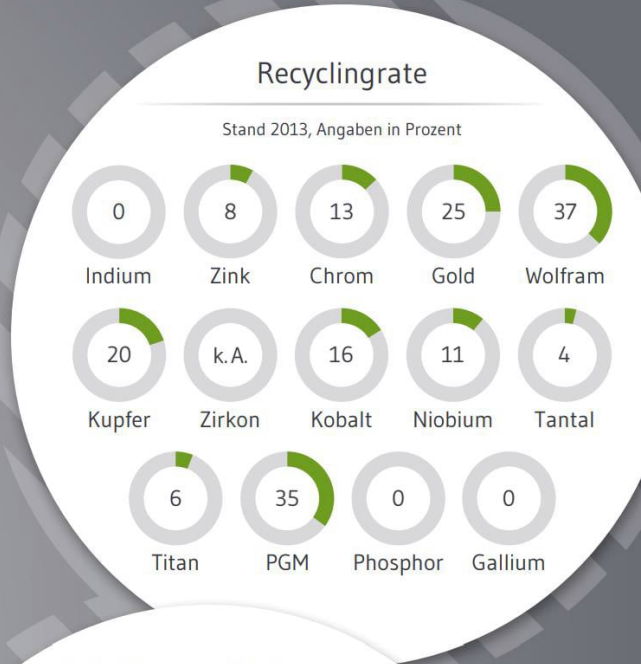 Recyclingrate
Stand 2013, Angaben in Prozent
0 8 13 25 37
Indium Zink Chrom Gold Wolfram
20 k.A. 16 11 4
Kupfer Zirkon Kobalt Niobium Tantal
6 35 0 0
Titan PGM Phosphor Gallium